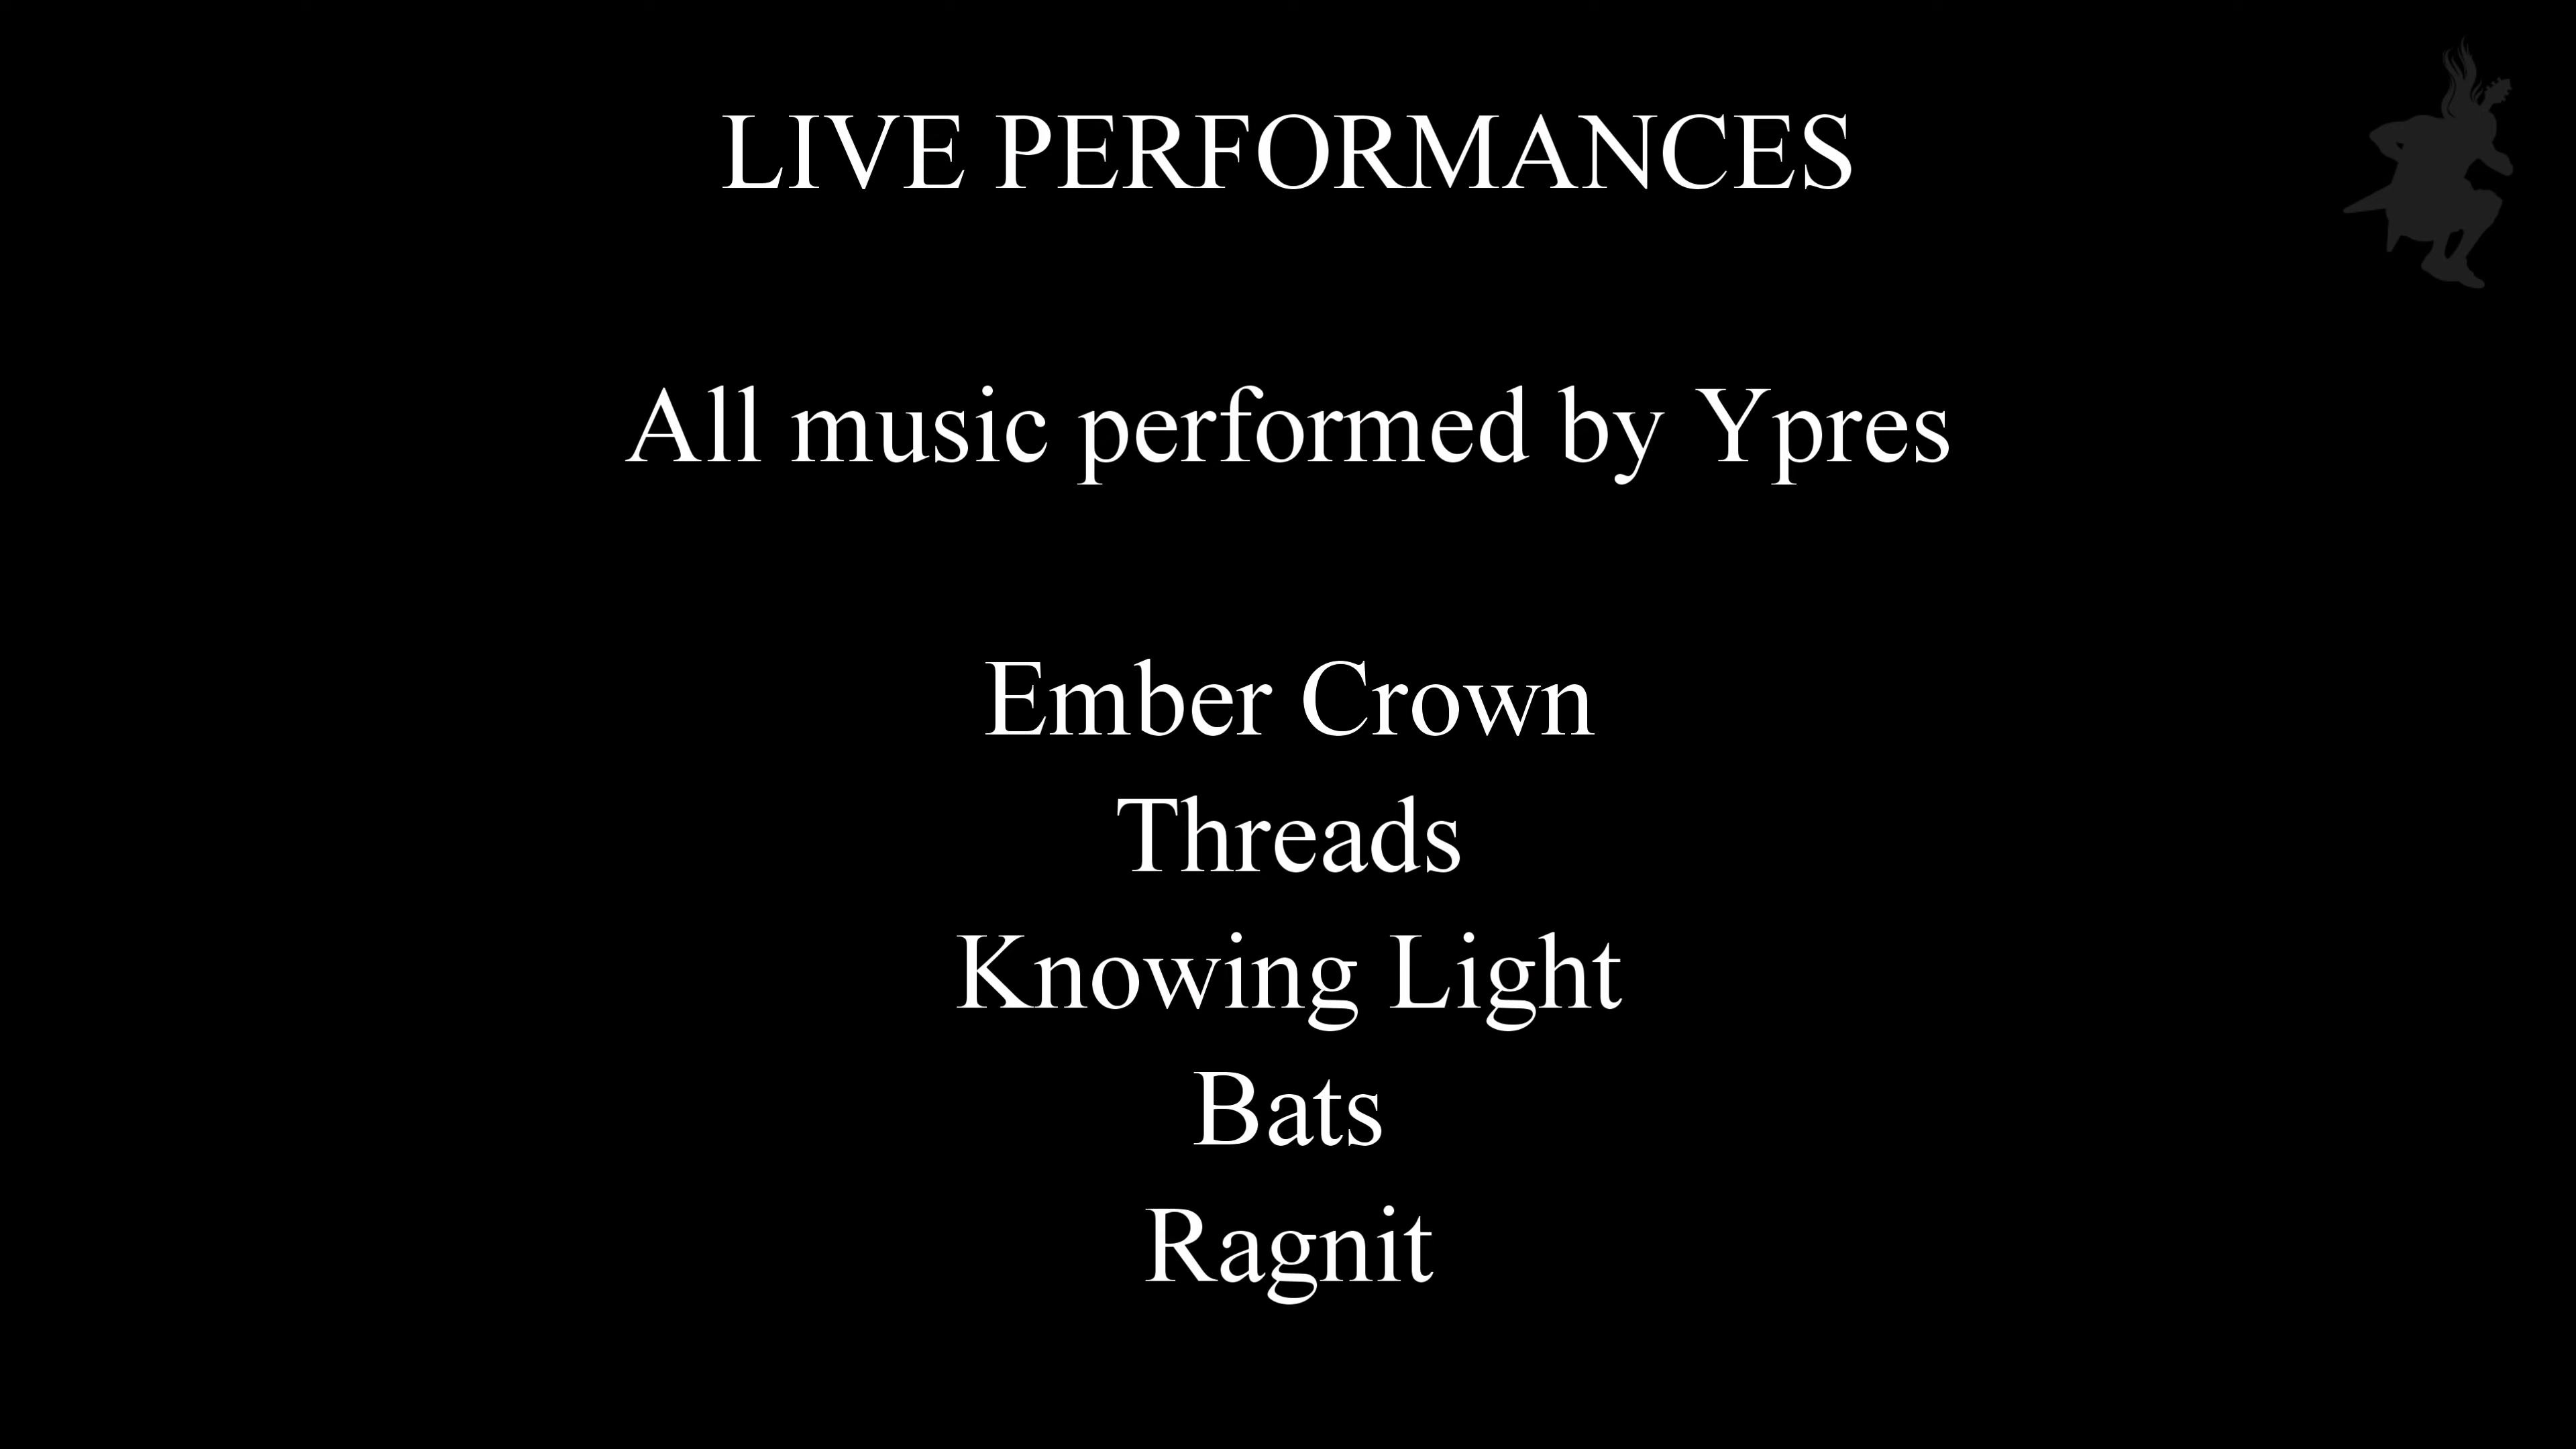 LIVE PERFORMANCES
All music performed by Ypres
Ember Crown
Threads
Knowing Light
Bats
Ragnit